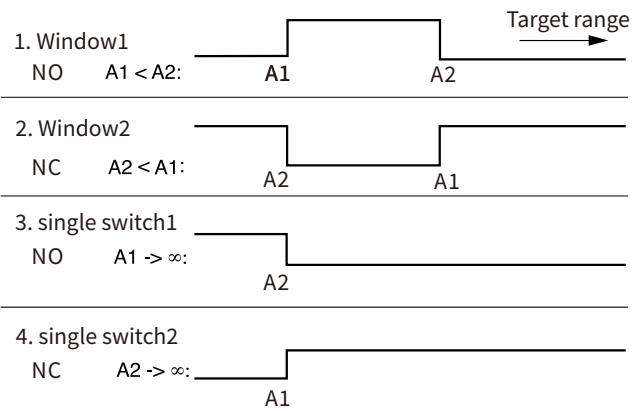 Target range
1. Window1
NO A1 < A2:
A1 A2
2. Window2
NC A2 < A1:
A2 A1
3. single switch1
NO A1 -> ∞:
A2
4. single switch2
NC A2 -> ∞:
A1